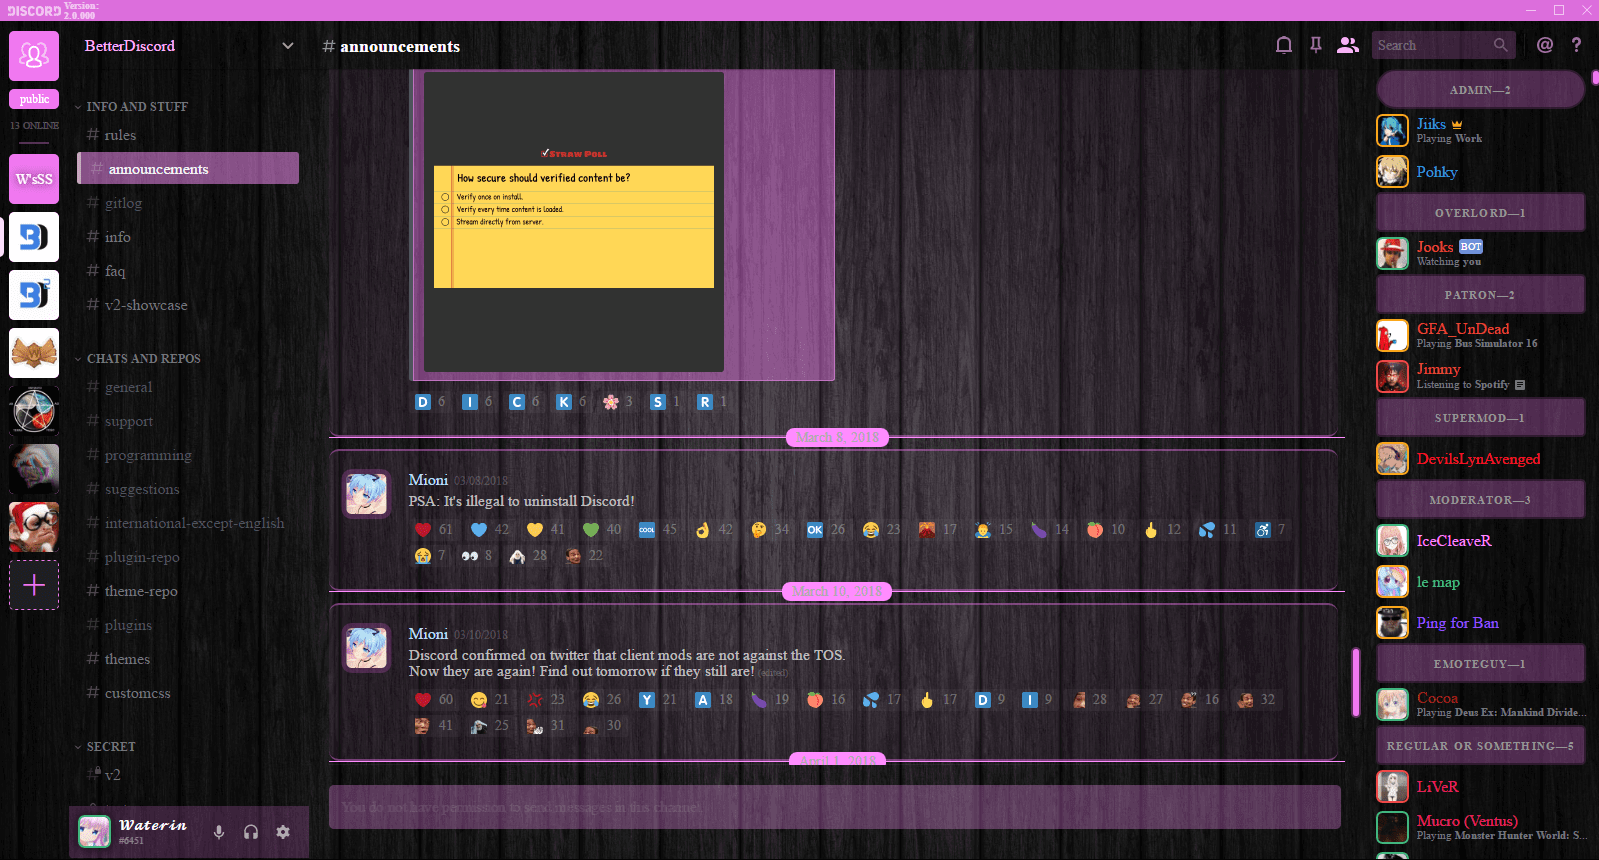 DISCORD Version: 2.0.000
public
13 ONLINE
W'sSS
BetterDiscord
INFO AND STUFF
# rules
# announcements
# gitlog
# info
# faq
# v2-showcase
CHATS AND REPOS
# general
# support
# programming
# suggestions
# international-except-english
# plugin-repo
# theme-repo
# plugins
# themes
# customcss
SECRET
# v2
Waterin
#6451
# announcements
Search
@ ?
STRAW POLL
How secure should verified content be?
Verify once on install.
Verify every time content is loaded.
Stream directly from server.
D 6 I 6 C 6 K 6 3 S 1 R 1
March 8, 2018
Mioni 03/08/2018
PSA: It's illegal to uninstall Discord!
61 42 41 40 COOL 45 42 34 OK 26 23 17 15 14 10 12 11 7
7 8 28 22
March 10, 2018
Mioni 03/10/2018
Discord confirmed on twitter that client mods are not against the TOS.
Now they are again! Find out tomorrow if they still are! (edited)
60 21 23 26 Y 21 A 18 19 16 17 17 D 9 I 9 28 27 16 32
41 25 31 30
April 1, 2018
You do not have permission to send messages in this channel.
ADMIN—2
Jiiks
Playing Work
Pohky
OVERLORD—1
Jooks BOT
Watching you
PATRON—2
GFA_UnDead
Playing Bus Simulator 16
Jimmy
Listening to Spotify
SUPERMOD—1
DevilsLynAvenged
MODERATOR—3
IceCleaveR
le map
Ping for Ban
EMOTEGUY—1
Cocoa
Playing Deus Ex: Mankind Divide...
REGULAR OR SOMETHING—5
LiVeR
Mucro (Ventus)
Playing Monster Hunter World: S...